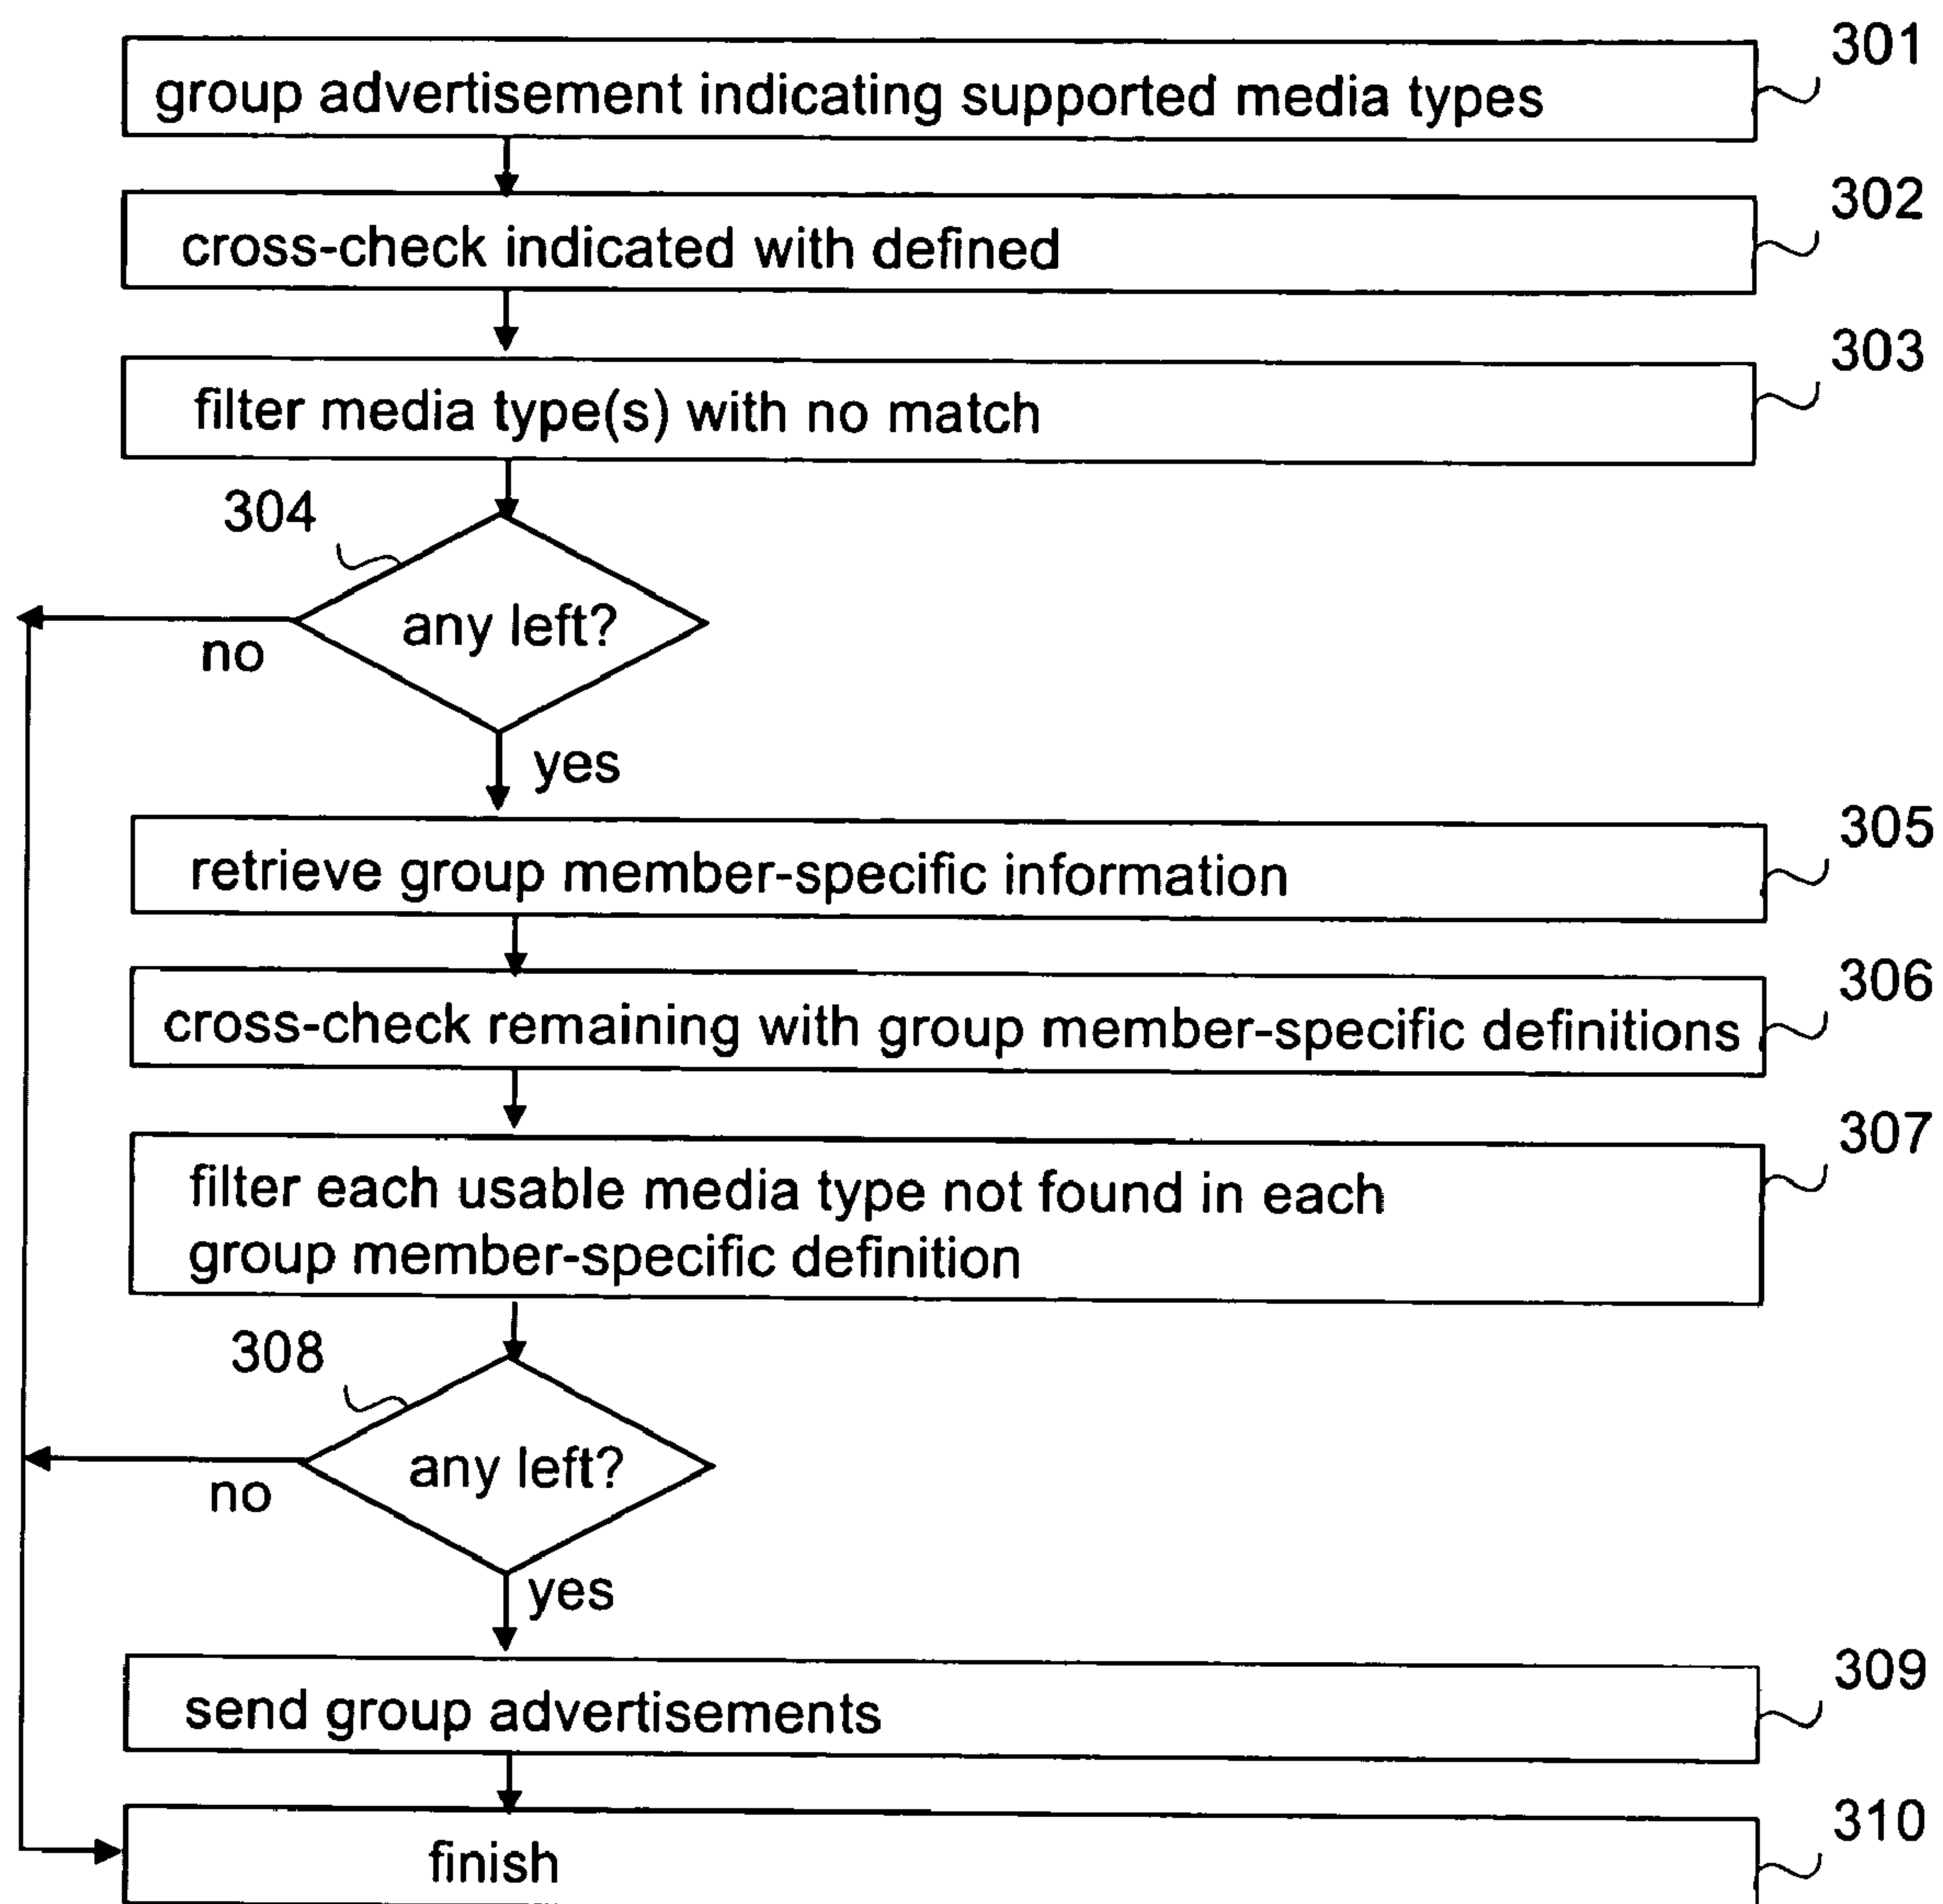 301
group advertisement indicating supported media types
302
cross-check indicated with defined
303
filter media type(s) with no match
304
any left?
no
yes
305
retrieve group member-specific information
306
cross-check remaining with group member-specific definitions
307
filter each usable media type not found in each
group member-specific definition
308
any left?
no
yes
309
send group advertisements
310
finish